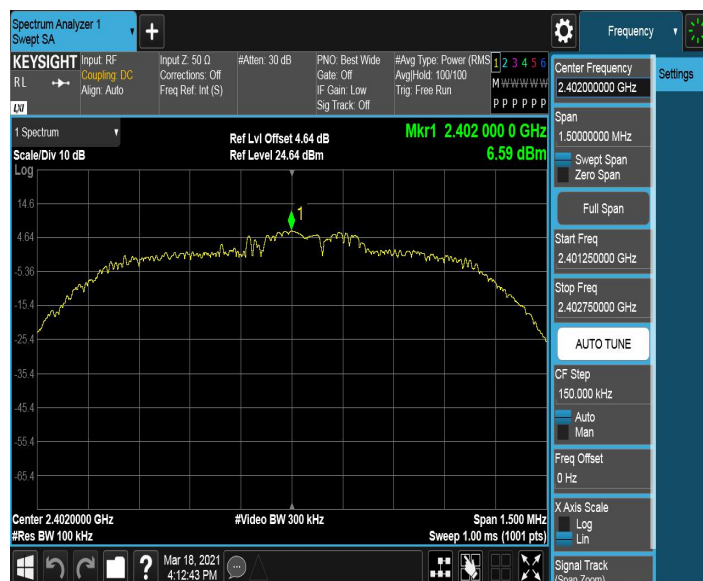 Spectrum Analyzer 1
Swept SA
+
Frequency
KEYSIGHT
RL
LXI
Input: RF
Coupling: DC
Align: Auto
Input Z: 50 Ω
Corrections: Off
Freq Ref: Int (S)
#Atten: 30 dB
PNO: Best Wide
Gate: Off
IF Gain: Low
Sig Track: Off
#Avg Type: Power (RMS
Avg|Hold: 100/100
Trig: Free Run
1 2 3 4 5 6
M W W W W W
P P P P P P
1 Spectrum
Scale/Div 10 dB
Log
Ref Lvl Offset 4.64 dB
Ref Level 24.64 dBm
Mkr1 2.402 000 0 GHz
6.59 dBm
1
14.6
4.64
-5.36
-15.4
-25.4
-35.4
-45.4
-55.4
-65.4
Center 2.4020000 GHz
#Res BW 100 kHz
#Video BW 300 kHz
Span 1.500 MHz
Sweep 1.00 ms (1001 pts)
Center Frequency
2.402000000 GHz
Settings
Span
1.50000000 MHz
Swept Span
Zero Span
Full Span
Start Freq
2.401250000 GHz
Stop Freq
2.402750000 GHz
AUTO TUNE
CF Step
150.000 kHz
Auto
Man
Freq Offset
0 Hz
X Axis Scale
Log
Lin
Signal Track
(Span Zoom)
?
Mar 18, 2021
4:12:43 PM